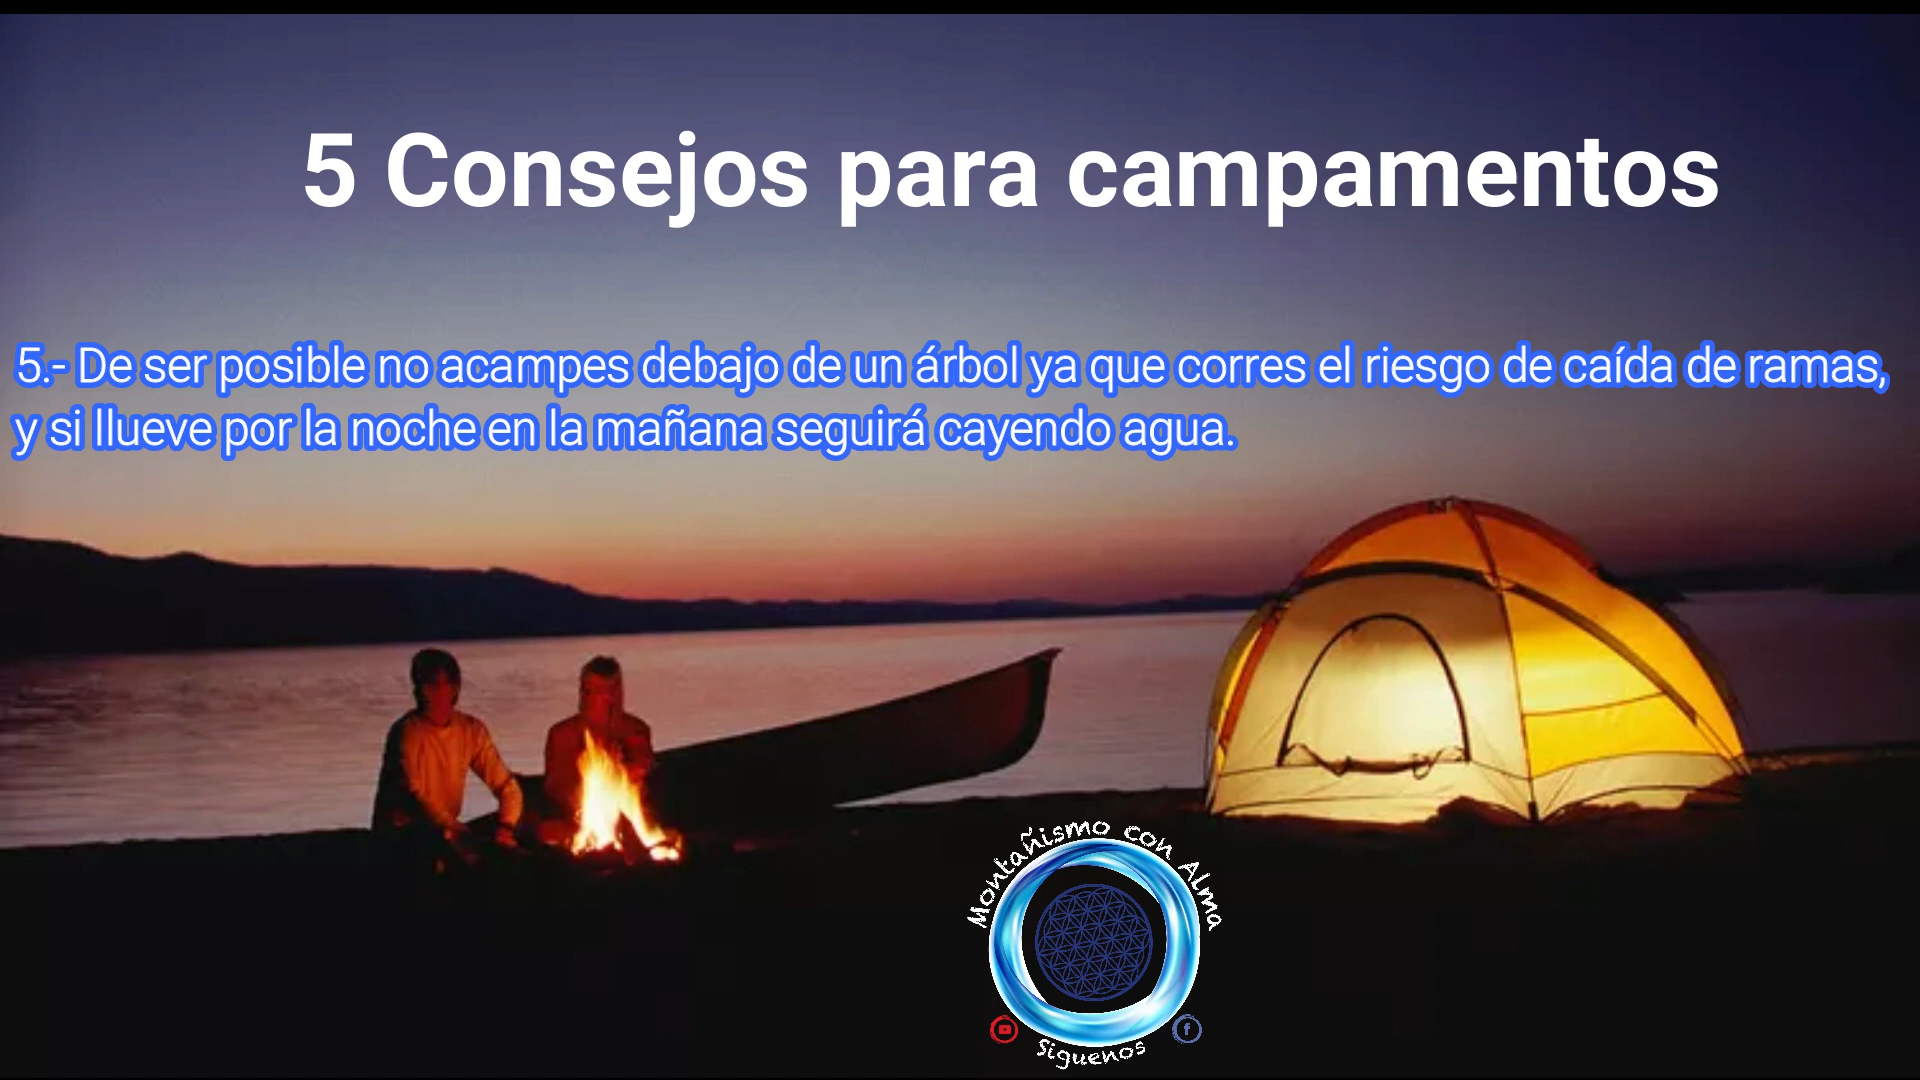 5 Consejos para campamentos
5.- De ser posible no acampes debajo de un árbol ya que corres el riesgo de caída de ramas,
y si llueve por la noche en la mañana seguirá cayendo agua.
Montañismo con Alma
Siguenos